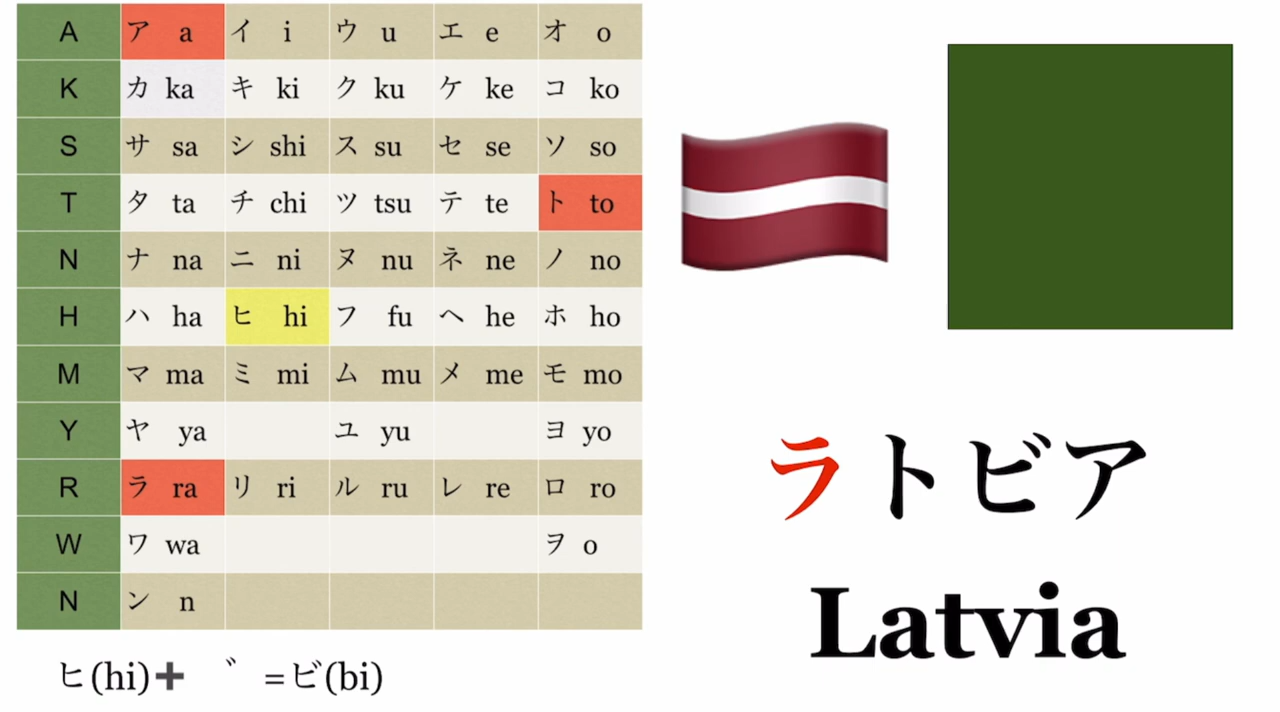 A ア a イ i ウ u エ e オ o
K カ ka キ ki ク ku ケ ke コ ko
S サ sa シ shi ス su セ se ソ so
T タ ta チ chi ツ tsu テ te ト to
N ナ na ニ ni ヌ nu ネ ne ノ no
H ハ ha ヒ hi フ fu ヘ he ホ ho
M マ ma ミ mi ム mu メ me モ mo
Y ヤ ya ユ yu ヨ yo
R ラ ra リ ri ル ru レ re ロ ro
W ワ wa ヲ o
N ン n
ヒ(hi)➕ ゛ =ビ(bi)
ラトビア
Latvia